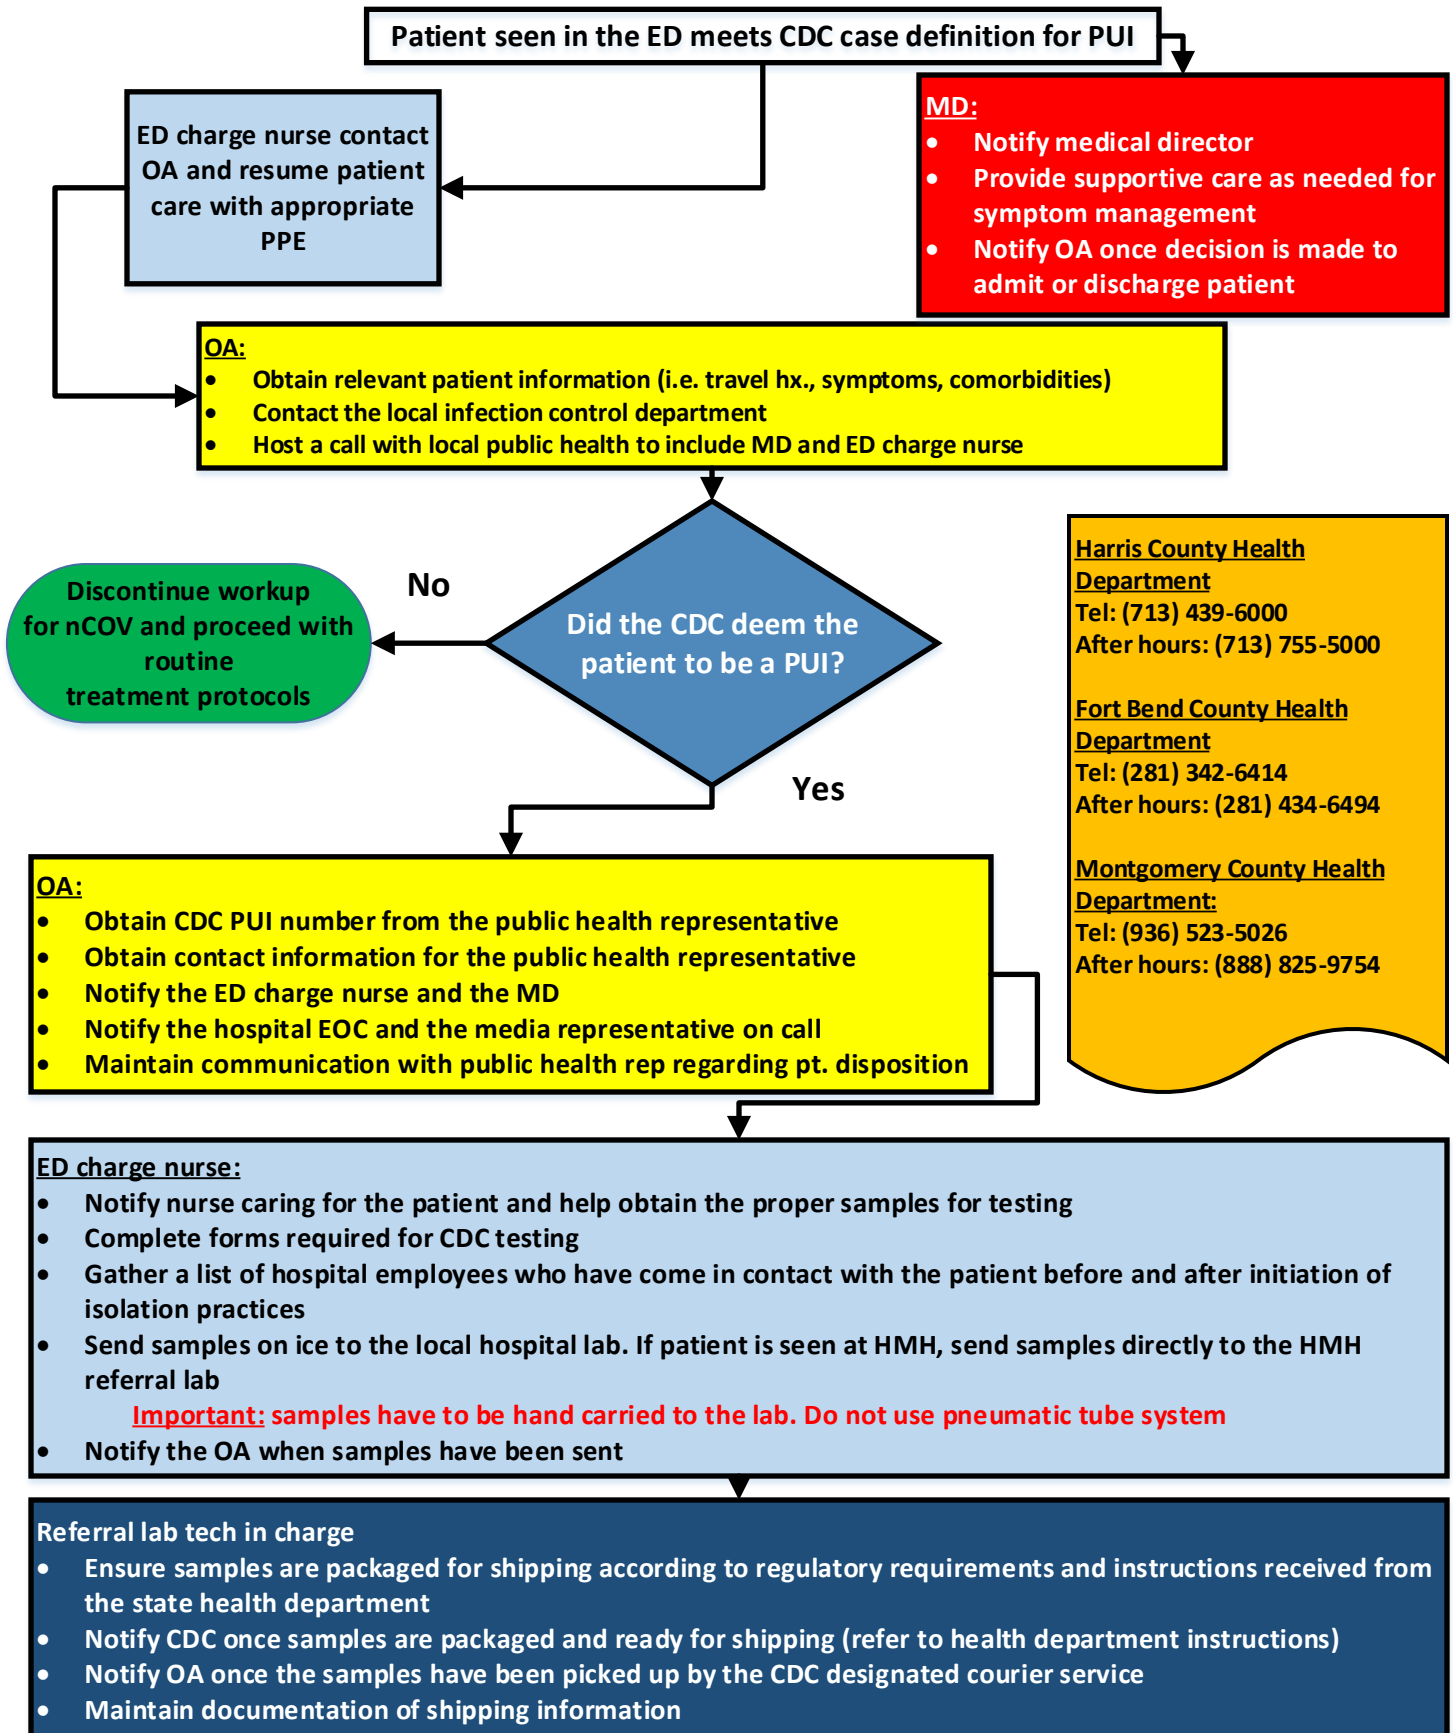 Patient seen in the ED meets CDC case definition for PUI
MD:
• Notify medical director
• Provide supportive care as needed for
symptom management
• Notify OA once decision is made to
admit or discharge patient
ED charge nurse contact
OA and resume patient
care with appropriate
PPE
OA:
• Obtain relevant patient information (i.e. travel hx., symptoms, comorbidities)
• Contact the local infection control department
• Host a call with local public health to include MD and ED charge nurse
Did the CDC deem the
patient to be a PUI?
No
Discontinue workup
for nCOV and proceed with
routine
treatment protocols
Yes
Harris County Health
Department
Tel: (713) 439-6000
After hours: (713) 755-5000
Fort Bend County Health
Department
Tel: (281) 342-6414
After hours: (281) 434-6494
Montgomery County Health
Department:
Tel: (936) 523-5026
After hours: (888) 825-9754
OA:
• Obtain CDC PUI number from the public health representative
• Obtain contact information for the public health representative
• Notify the ED charge nurse and the MD
• Notify the hospital EOC and the media representative on call
• Maintain communication with public health rep regarding pt. disposition
ED charge nurse:
• Notify nurse caring for the patient and help obtain the proper samples for testing
• Complete forms required for CDC testing
• Gather a list of hospital employees who have come in contact with the patient before and after initiation of
isolation practices
• Send samples on ice to the local hospital lab. If patient is seen at HMH, send samples directly to the HMH
referral lab
Important: samples have to be hand carried to the lab. Do not use pneumatic tube system
• Notify the OA when samples have been sent
Referral lab tech in charge
• Ensure samples are packaged for shipping according to regulatory requirements and instructions received from
the state health department
• Notify CDC once samples are packaged and ready for shipping (refer to health department instructions)
• Notify OA once the samples have been picked up by the CDC designated courier service
• Maintain documentation of shipping information